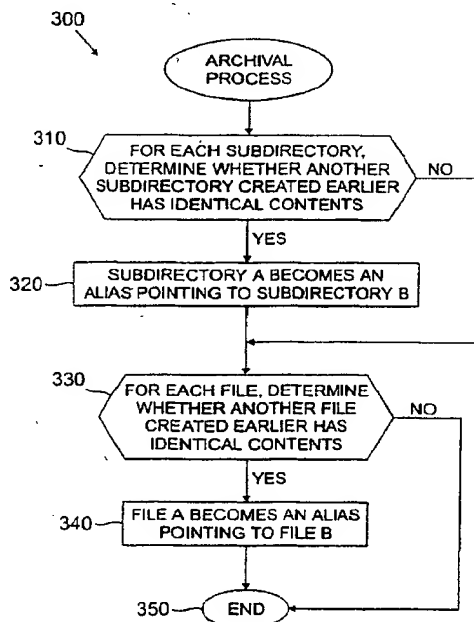 300
ARCHIVAL
PROCESS
310
FOR EACH SUBDIRECTORY,
DETERMINE WHETHER ANOTHER
SUBDIRECTORY CREATED EARLIER
HAS IDENTICAL CONTENTS
NO
YES
320
SUBDIRECTORY A BECOMES AN
ALIAS POINTING TO SUBDIRECTORY B
330
FOR EACH FILE, DETERMINE
WHETHER ANOTHER FILE
CREATED EARLIER HAS
IDENTICAL CONTENTS
NO
YES
340
FILE A BECOMES AN ALIAS
POINTING TO FILE B
350
END